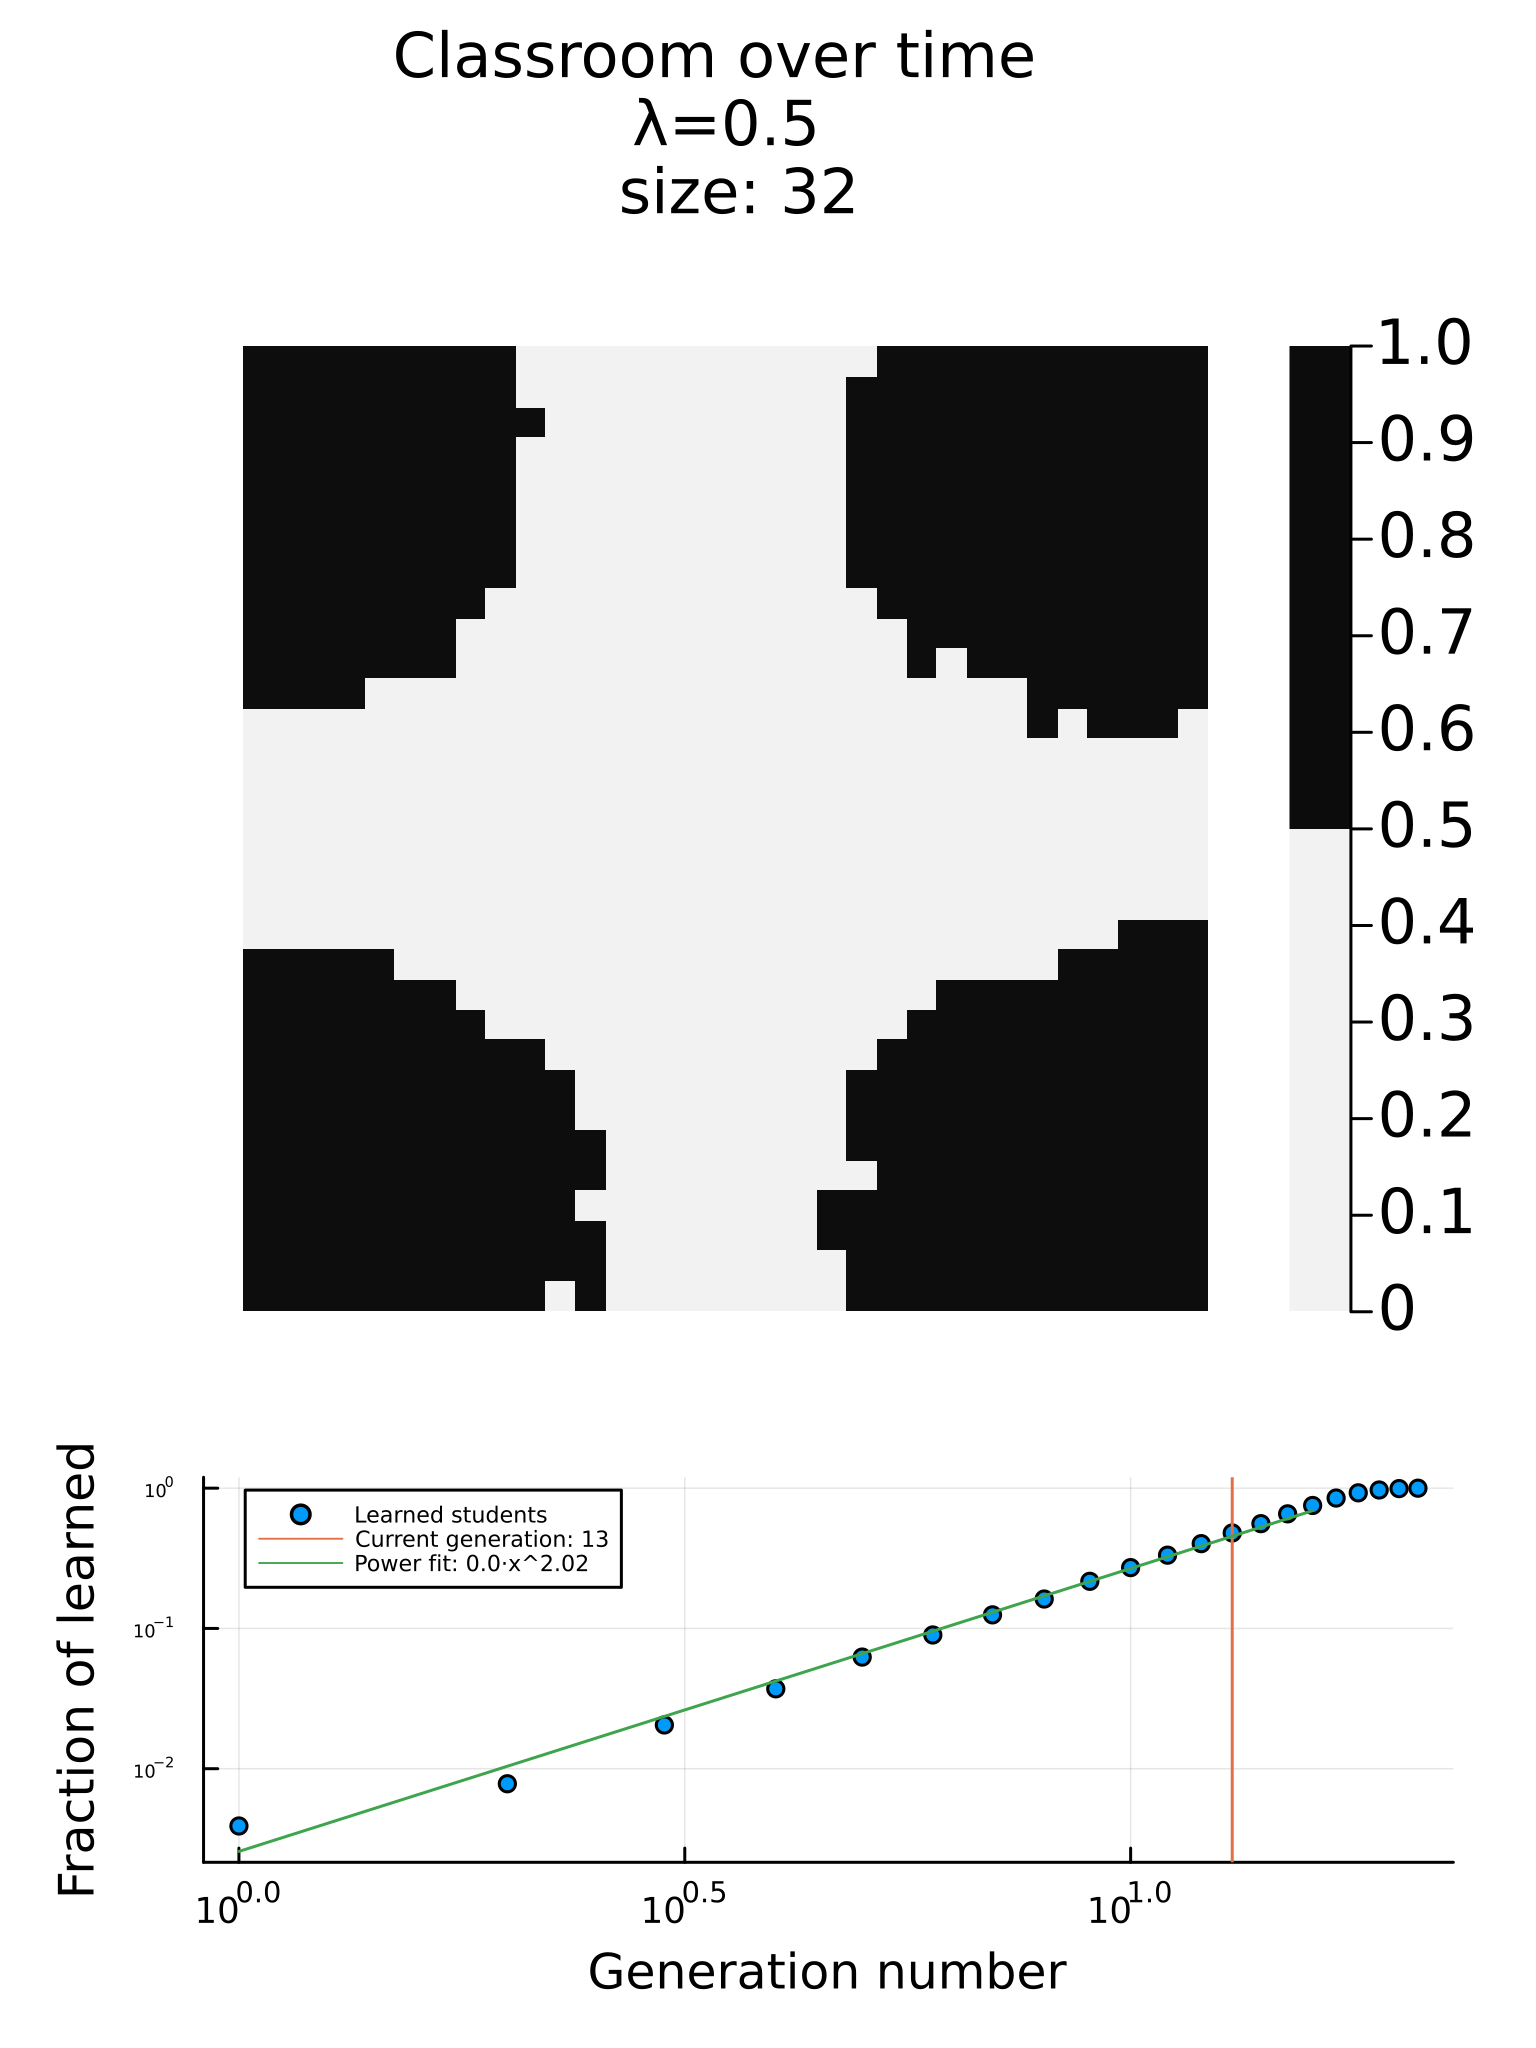 Classroom over time
λ=0.5
size: 32
1.0
0.9
0.8
0.7
0.6
0.5
0.4
0.3
0.2
0.1
0
Fraction of learned
10^0
10^−1
10^−2
Learned students
Current generation: 13
Power fit: 0.0·x^2.02
10^0.0
10^0.5
10^1.0
Generation number